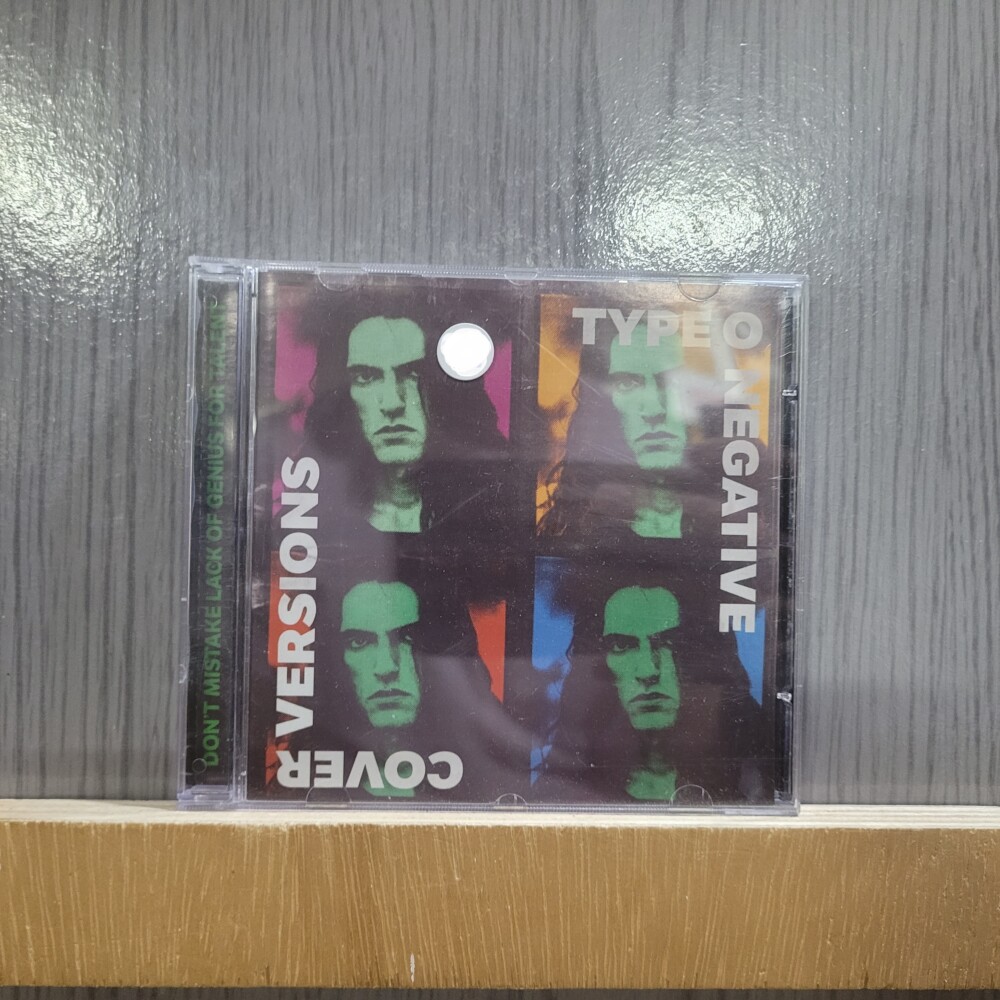 DON'T MISTAKE LACK OF GENIUS FOR TALENT
TYPE O
NEGATIVE
COVER
VERSIONS